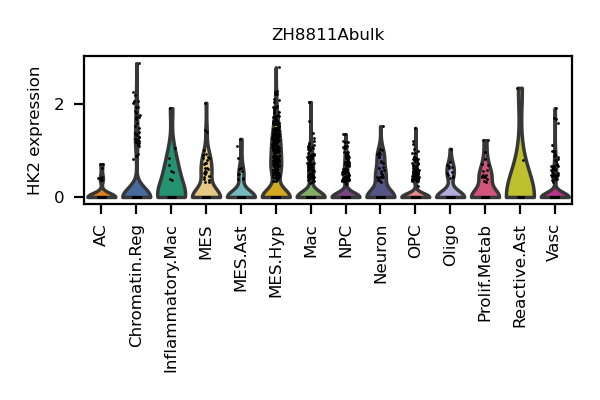 ZH8811Abulk
HK2 expression
2
0
AC
Chromatin.Reg
Inflammatory.Mac
MES
MES.Ast
MES.Hyp
Mac
NPC
Neuron
OPC
Oligo
Prolif.Metab
Reactive.Ast
Vasc